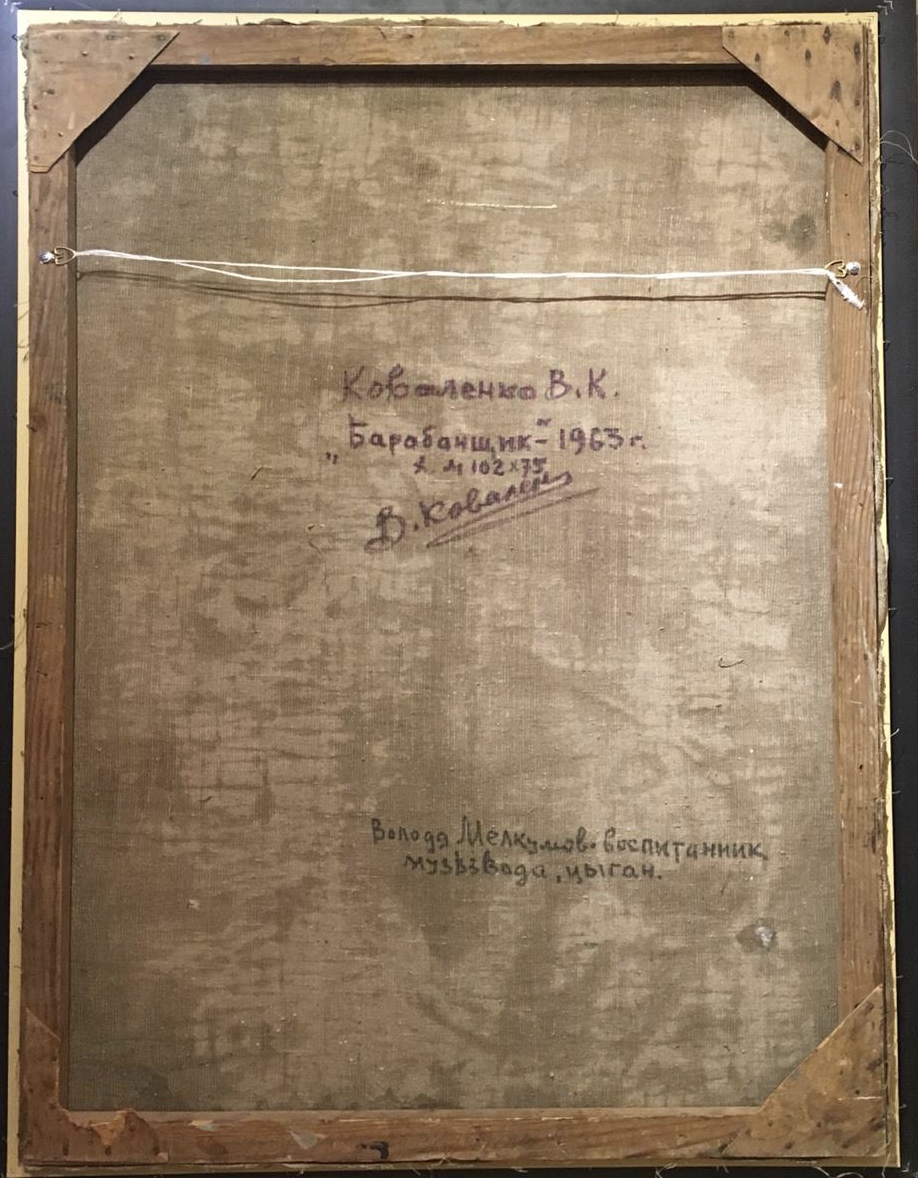 Коваленко В.К.
„Барабанщик" - 1963 г.
х. м 102 х 75
В. Ковален
Володя Мелкумов - воспитанник
музвзвода, цыган.